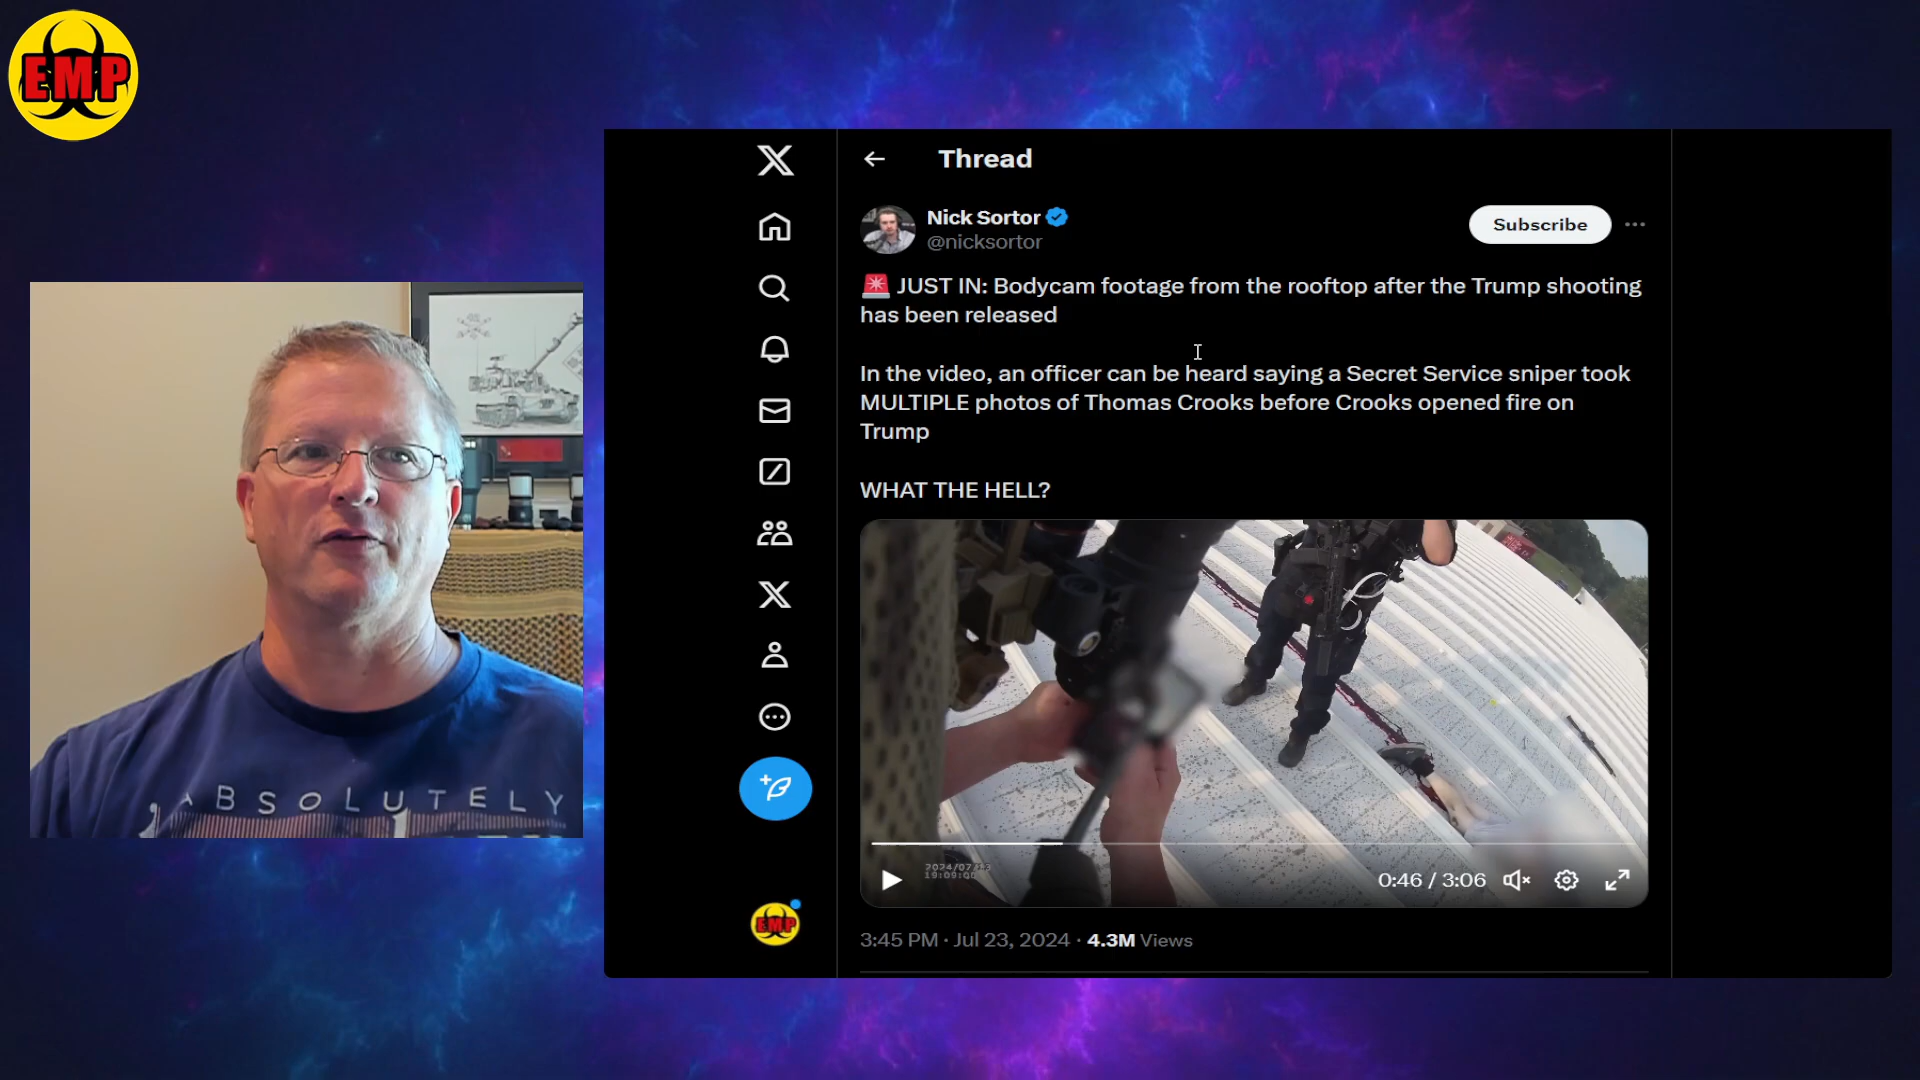 EMP
Thread
Nick Sortor
@nicksortor
Subscribe
JUST IN: Bodycam footage from the rooftop after the Trump shooting
has been released
In the video, an officer can be heard saying a Secret Service sniper took
MULTIPLE photos of Thomas Crooks before Crooks opened fire on
Trump
WHAT THE HELL?
ABSOLUTELY
0:46 / 3:06
EMP
3:45 PM · Jul 23, 2024 · 4.3M Views